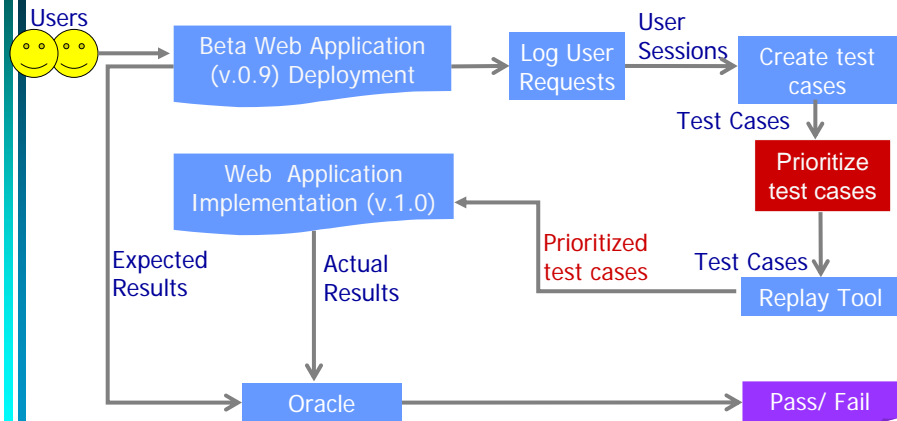 Users
Beta Web Application
(v.0.9) Deployment
Log User
Requests
User
Sessions
Create test
cases
Test Cases
Prioritize
test cases
Web Application
Implementation (v.1.0)
Expected
Results
Actual
Results
Prioritized
test cases
Test Cases
Replay Tool
Oracle
Pass/ Fail